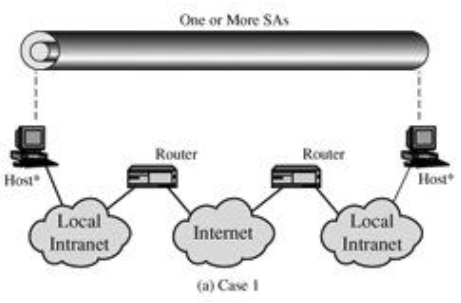 One or More SAs
Router
Router
Host*
Host*
Local
Intranet
Internet
Local
Intranet
(a) Case 1